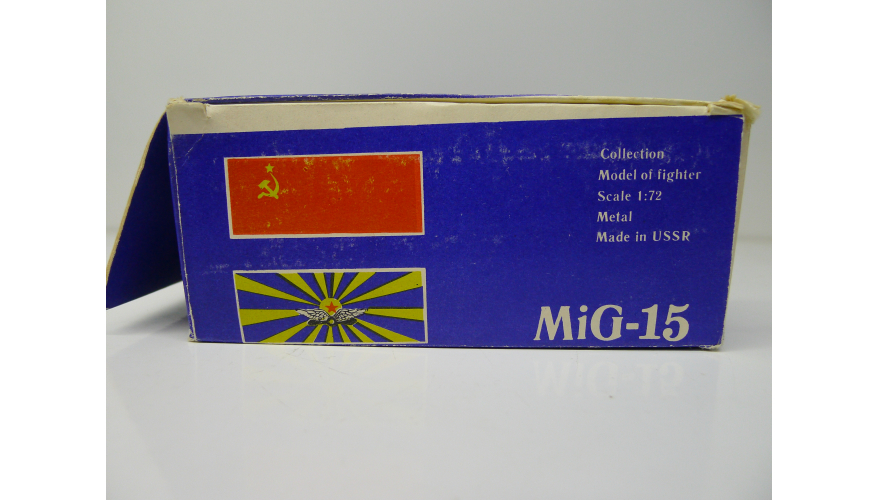 Collection
Model of fighter
Scale 1:72
Metal
Made in USSR
MiG-15